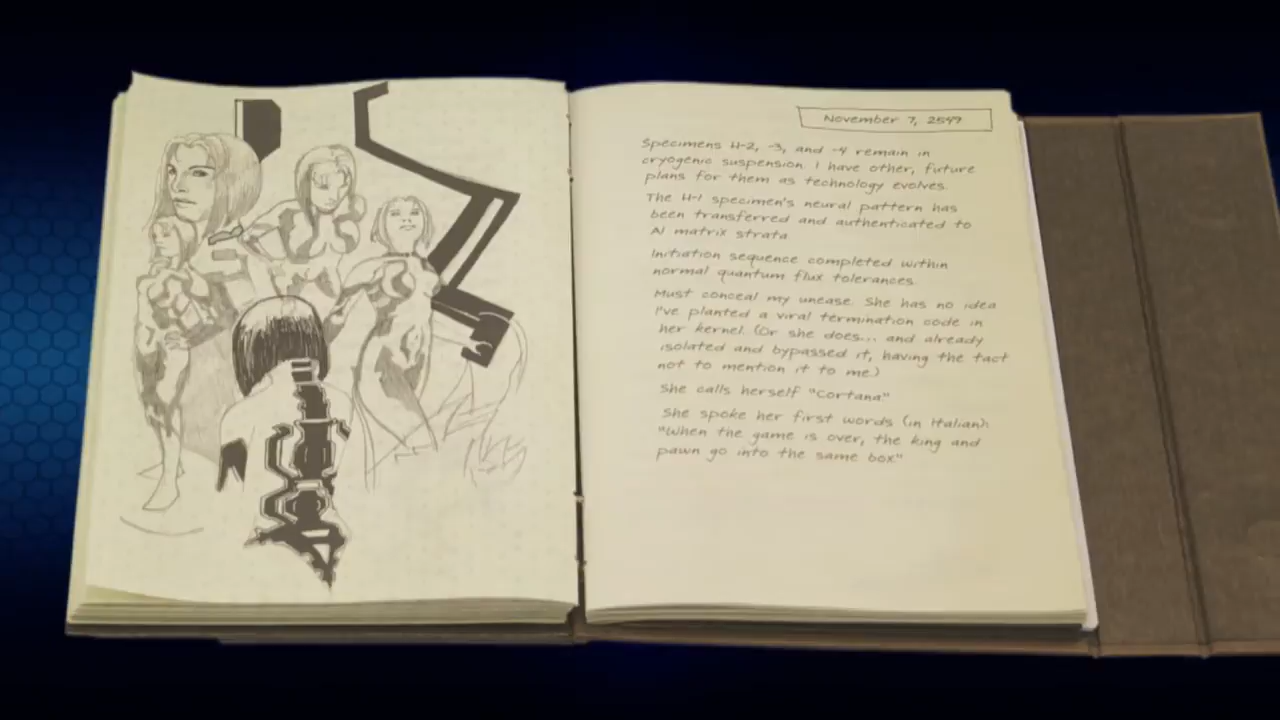 November 7, 2549
Specimens H-2, -3, and -4 remain in
cryogenic suspension. I have other, future
plans for them as technology evolves.
The H-1 specimen's neural pattern has
been transferred and authenticated to
AI matrix strata
Initiation sequence completed within
normal quantum flux tolerances.
Must conceal my unease. She has no idea
I've planted a viral termination code in
her kernel. (Or she does... and already
isolated and bypassed it, having the tact
not to mention it to me.)
She calls herself "Cortana"
She spoke her first words (in Italian):
"When the game is over, the king and
pawn go into the same box"